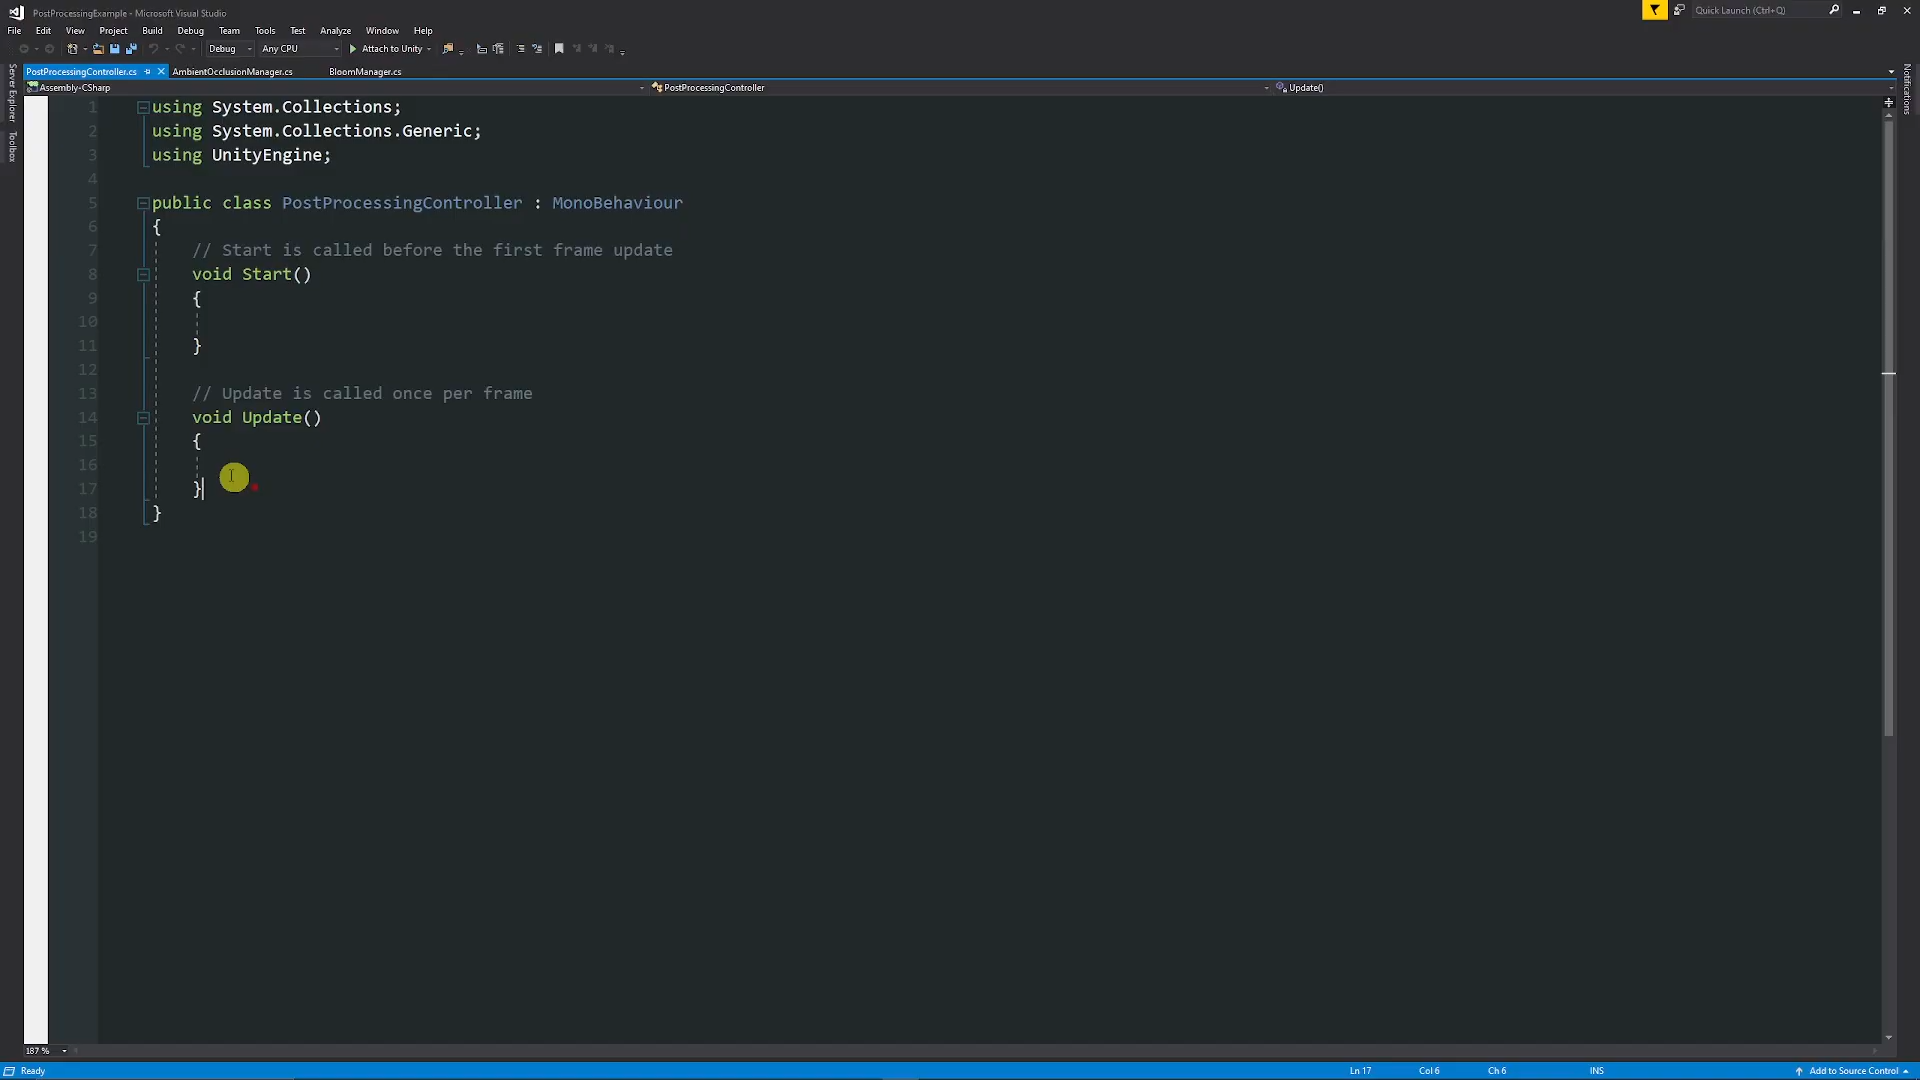 PostProcessingExample - Microsoft Visual Studio
Quick Launch (Ctrl+Q)
File Edit View Project Build Debug Team Tools Test Analyze Window Help
Debug Any CPU Attach to Unity
PostProcessingController.cs AmbientOcclusionManager.cs BloomManager.cs
Assembly-CSharp PostProcessingController Update()
Server Explorer
Toolbox
Notifications
1 using System.Collections;
2 using System.Collections.Generic;
3 using UnityEngine;
4
5 public class PostProcessingController : MonoBehaviour
6 {
7 // Start is called before the first frame update
8 void Start()
9 {
10
11 }
12
13 // Update is called once per frame
14 void Update()
15 {
16
17 }
18 }
19
187 %
Ready Ln 17 Col 6 Ch 6 INS Add to Source Control